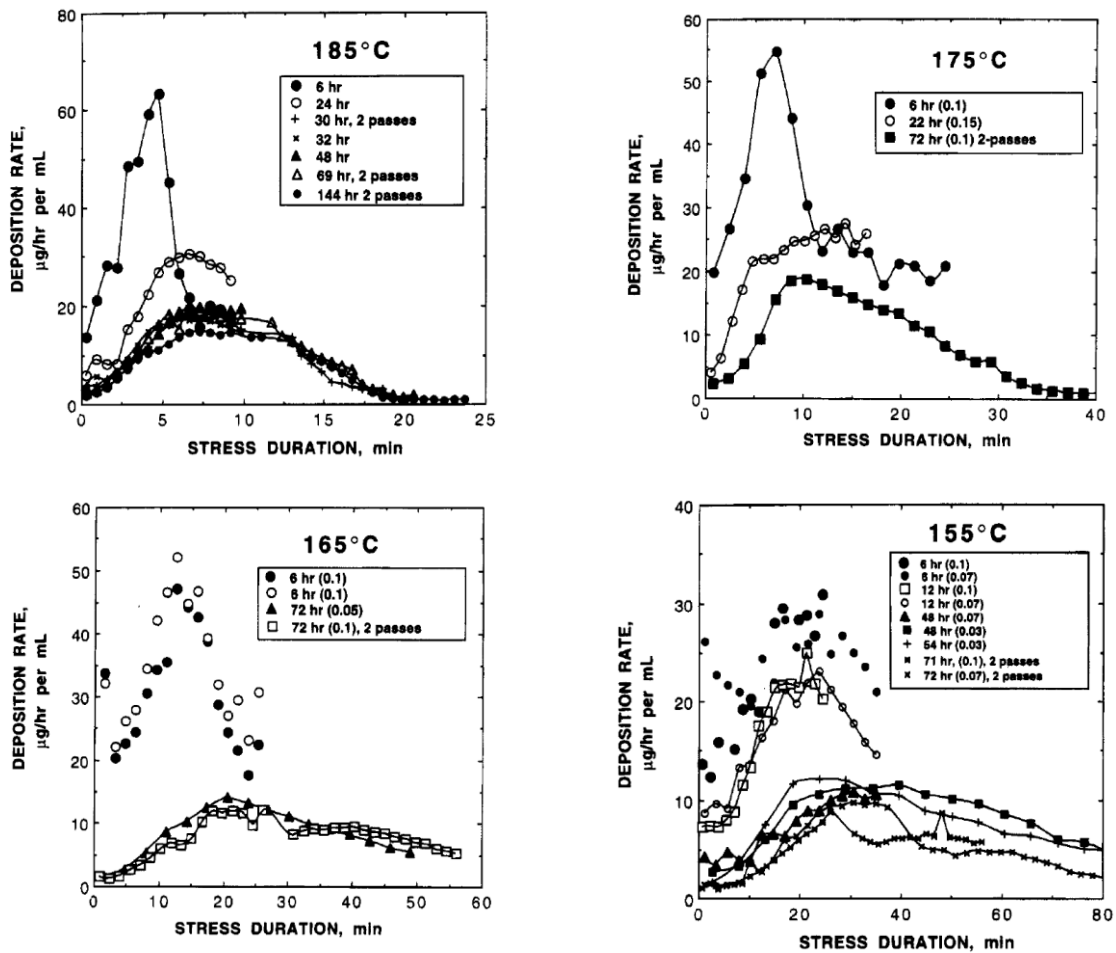 185°C
6 hr
24 hr
30 hr, 2 passes
32 hr
48 hr
69 hr, 2 passes
144 hr 2 passes
DEPOSITION RATE,
µg/hr per mL
80
60
40
20
0
0 5 10 15 20 25
STRESS DURATION, min
175°C
6 hr (0.1)
22 hr (0.15)
72 hr (0.1) 2-passes
DEPOSITION RATE,
µg/hr per mL
60
50
40
30
20
10
0
0 10 20 30 40
STRESS DURATION, min
165°C
6 hr (0.1)
6 hr (0.1)
72 hr (0.05)
72 hr (0.1), 2 passes
DEPOSITION RATE,
µg/hr per mL
60
50
40
30
20
10
0
0 10 20 30 40 50 60
STRESS DURATION, min
155°C
6 hr (0.1)
6 hr (0.07)
12 hr (0.1)
12 hr (0.07)
48 hr (0.07)
48 hr (0.03)
54 hr (0.03)
71 hr, (0.1), 2 passes
72 hr (0.07), 2 passes
DEPOSITION RATE,
µg/hr per mL
40
30
20
10
0
0 20 40 60 80
STRESS DURATION, min